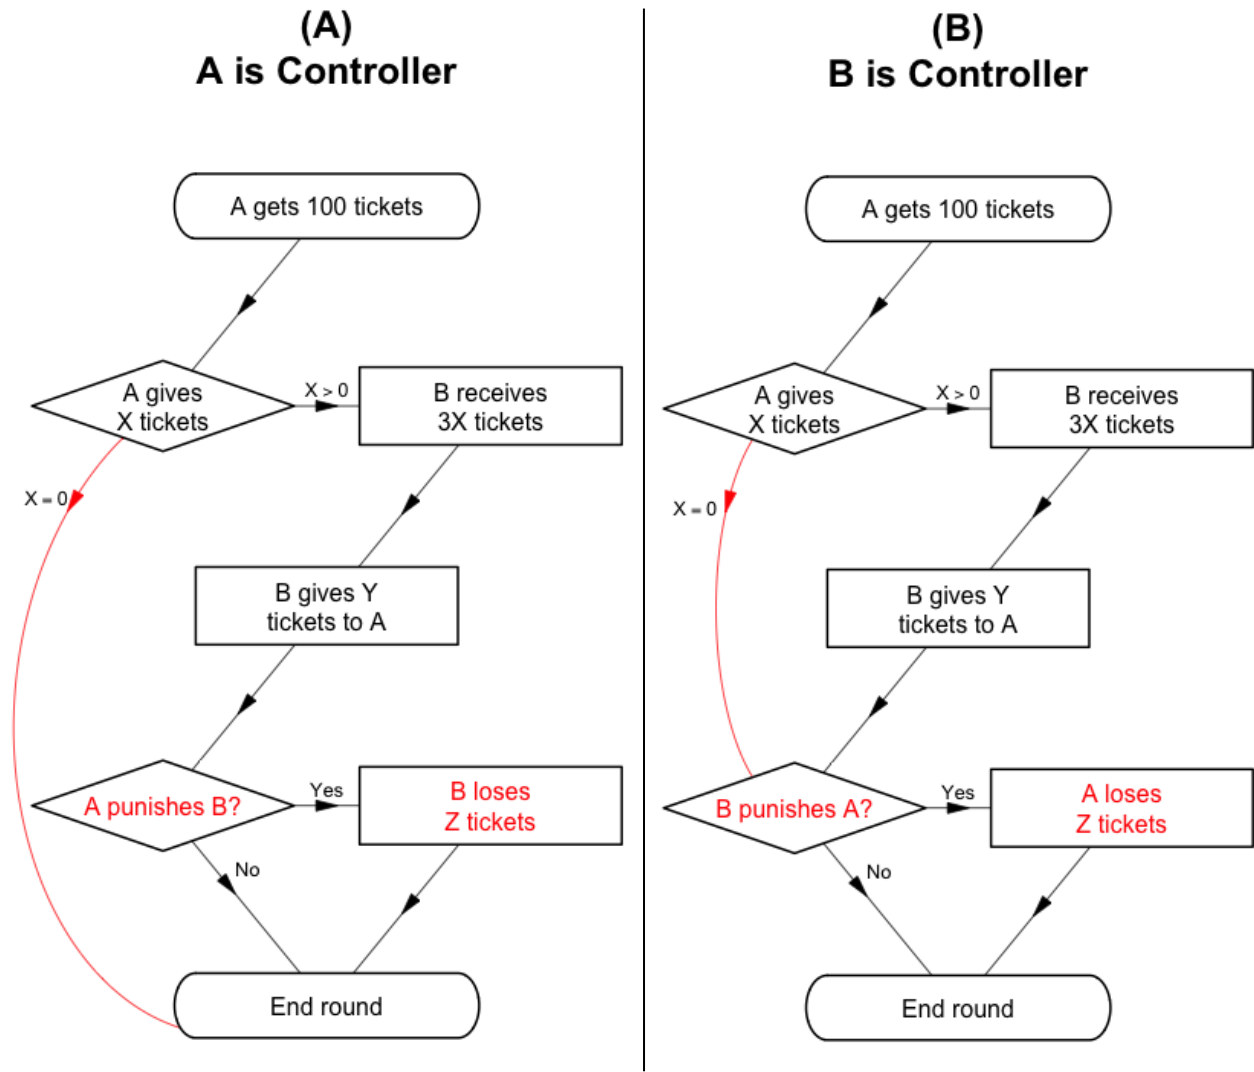 (A)
A is Controller
A gets 100 tickets
A gives
X tickets
X > 0
B receives
3X tickets
X = 0
B gives Y
tickets to A
A punishes B?
Yes
B loses
Z tickets
No
End round
(B)
B is Controller
A gets 100 tickets
A gives
X tickets
X > 0
B receives
3X tickets
X = 0
B gives Y
tickets to A
B punishes A?
Yes
A loses
Z tickets
No
End round